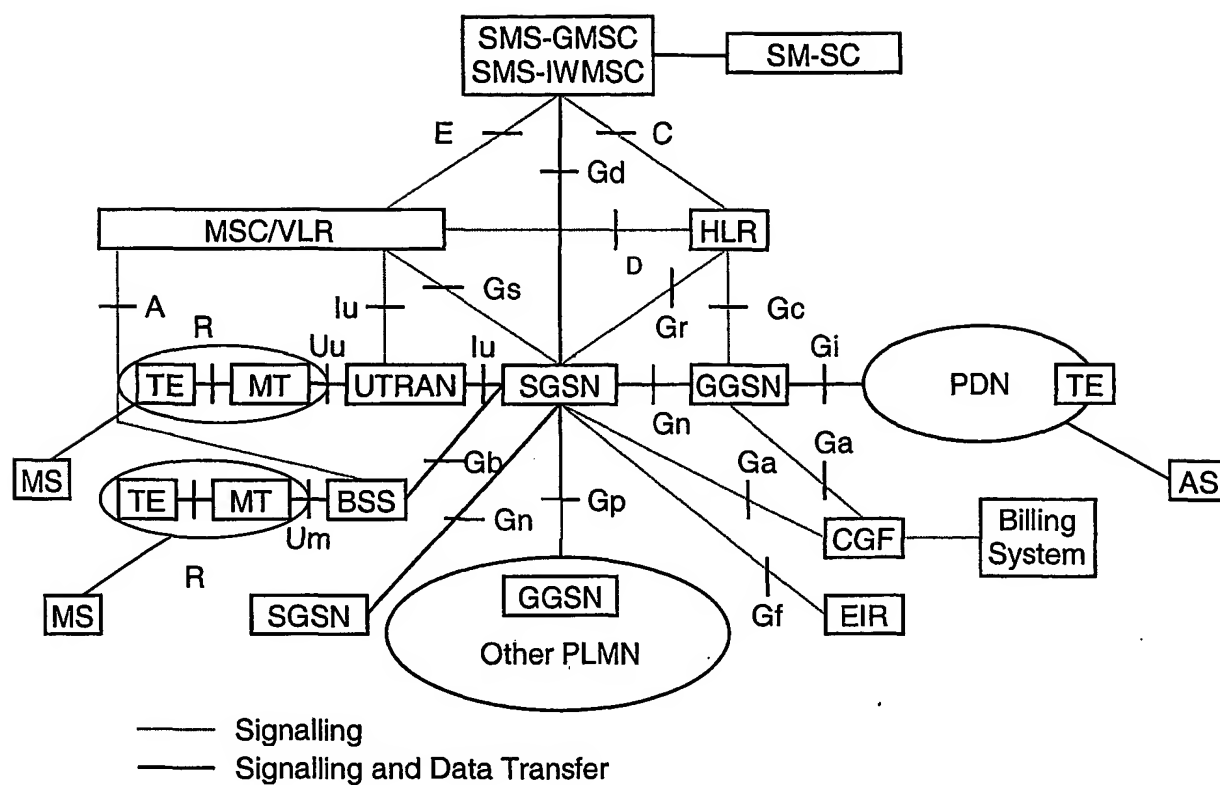 SMS-GMSC
SMS-IWMSC
SM-SC
E
C
Gd
MSC/VLR
HLR
D
A
Iu
Gs
Gr
Gc
R
Uu
Iu
Gi
TE
MT
UTRAN
SGSN
GGSN
PDN
TE
Gn
MS
Gb
Ga
Ga
AS
TE
MT
BSS
Um
Gn
Gp
CGF
Billing
System
R
MS
SGSN
GGSN
Gf
EIR
Other PLMN
Signalling
Signalling and Data Transfer